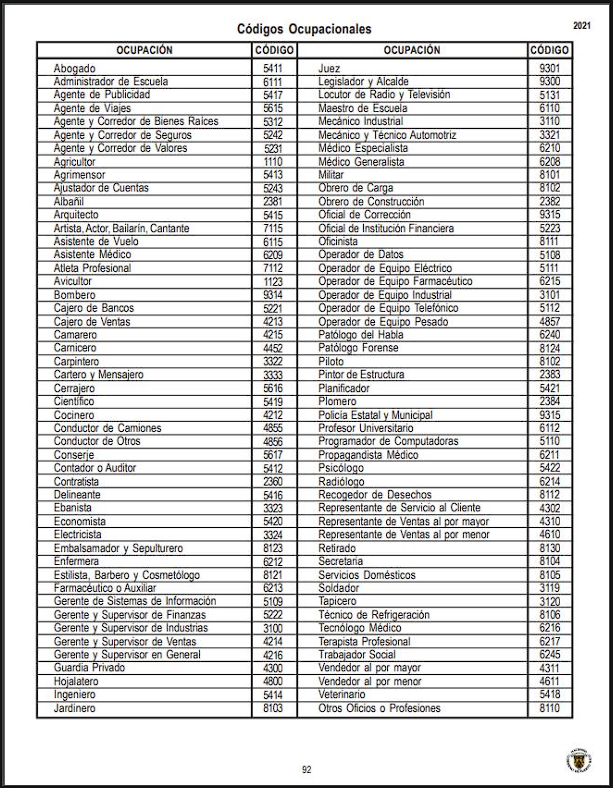 Códigos Ocupacionales
2021
OCUPACIÓN CÓDIGO OCUPACIÓN CÓDIGO
Abogado 5411 Juez 9301
Administrador de Escuela 6111 Legislador y Alcalde 9300
Agente de Publicidad 5417 Locutor de Radio y Televisión 5131
Agente de Viajes 5615 Maestro de Escuela 6110
Agente y Corredor de Bienes Raíces 5312 Mecánico Industrial 3110
Agente y Corredor de Seguros 5242 Mecánico y Técnico Automotriz 3321
Agente y Corredor de Valores 5231 Médico Especialista 6210
Agricultor 1110 Médico Generalista 6208
Agrimensor 5413 Militar 8101
Ajustador de Cuentas 5243 Obrero de Carga 8102
Albañil 2381 Obrero de Construcción 2382
Arquitecto 5415 Oficial de Corrección 9315
Artista, Actor, Bailarín, Cantante 7115 Oficial de Institución Financiera 5223
Asistente de Vuelo 6115 Oficinista 8111
Asistente Médico 6209 Operador de Datos 5108
Atleta Profesional 7112 Operador de Equipo Eléctrico 5111
Avicultor 1123 Operador de Equipo Farmacéutico 6215
Bombero 9314 Operador de Equipo Industrial 3101
Cajero de Bancos 5221 Operador de Equipo Telefónico 5112
Cajero de Ventas 4213 Operador de Equipo Pesado 4857
Camarero 4215 Patólogo del Habla 6240
Carnicero 4452 Patólogo Forense 8124
Carpintero 3322 Piloto 8102
Cartero y Mensajero 3333 Pintor de Estructura 2383
Cerrajero 5616 Planificador 5421
Científico 5419 Plomero 2384
Cocinero 4212 Policía Estatal y Municipal 9315
Conductor de Camiones 4855 Profesor Universitario 6112
Conductor de Otros 4856 Programador de Computadoras 5110
Conserje 5617 Propagandista Médico 6211
Contador o Auditor 5412 Psicólogo 5422
Contratista 2360 Radiólogo 6214
Delineante 5416 Recogedor de Desechos 8112
Ebanista 3323 Representante de Servicio al Cliente 4302
Economista 5420 Representante de Ventas al por mayor 4310
Electricista 3324 Representante de Ventas al por menor 4610
Embalsamador y Sepulturero 8123 Retirado 8130
Enfermera 6212 Secretaria 8104
Estilista, Barbero y Cosmetólogo 8121 Servicios Domésticos 8105
Farmacéutico o Auxiliar 6213 Soldador 3119
Gerente de Sistemas de Información 5109 Tapicero 3120
Gerente y Supervisor de Finanzas 5222 Técnico de Refrigeración 8106
Gerente y Supervisor de Industrias 3100 Tecnólogo Médico 6216
Gerente y Supervisor de Ventas 4214 Terapista Profesional 6217
Gerente y Supervisor en General 4216 Trabajador Social 6245
Guardia Privado 4300 Vendedor al por mayor 4311
Hojalatero 4800 Vendedor al por menor 4611
Ingeniero 5414 Veterinario 5418
Jardinero 8103 Otros Oficios o Profesiones 8110
92